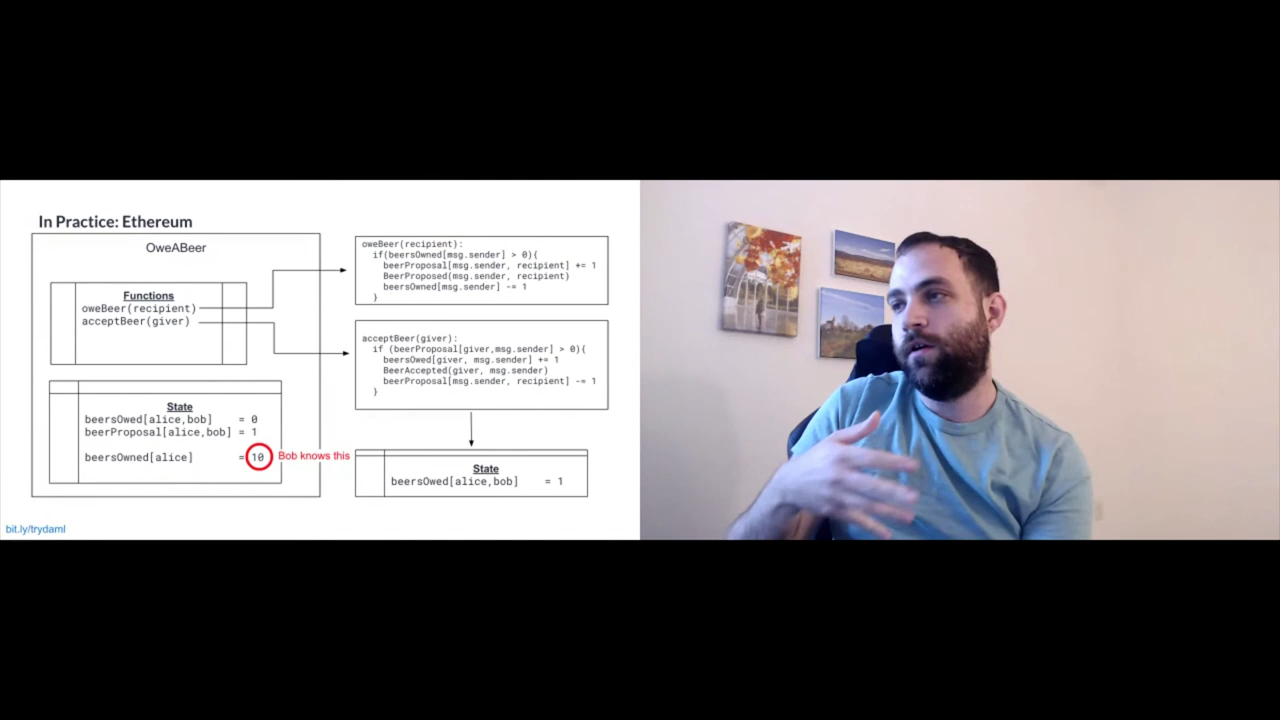 In Practice: Ethereum
OweABeer
Functions
oweBeer(recipient)
acceptBeer(giver)
State
beersOwed[alice,bob] = 0
beerProposal[alice,bob] = 1
beersOwned[alice] = 10
Bob knows this
oweBeer(recipient):
if(beersOwned[msg.sender] > 0){
beerProposal[msg.sender, recipient] += 1
BeerProposed(msg.sender, recipient)
beersOwned[msg.sender] -= 1
}
acceptBeer(giver):
if (beerProposal[giver,msg.sender] > 0){
beersOwed[giver, msg.sender] += 1
BeerAccepted(giver, msg.sender)
beerProposal[msg.sender, recipient] -= 1
}
State
beersOwed[alice,bob] = 1
bit.ly/trydaml